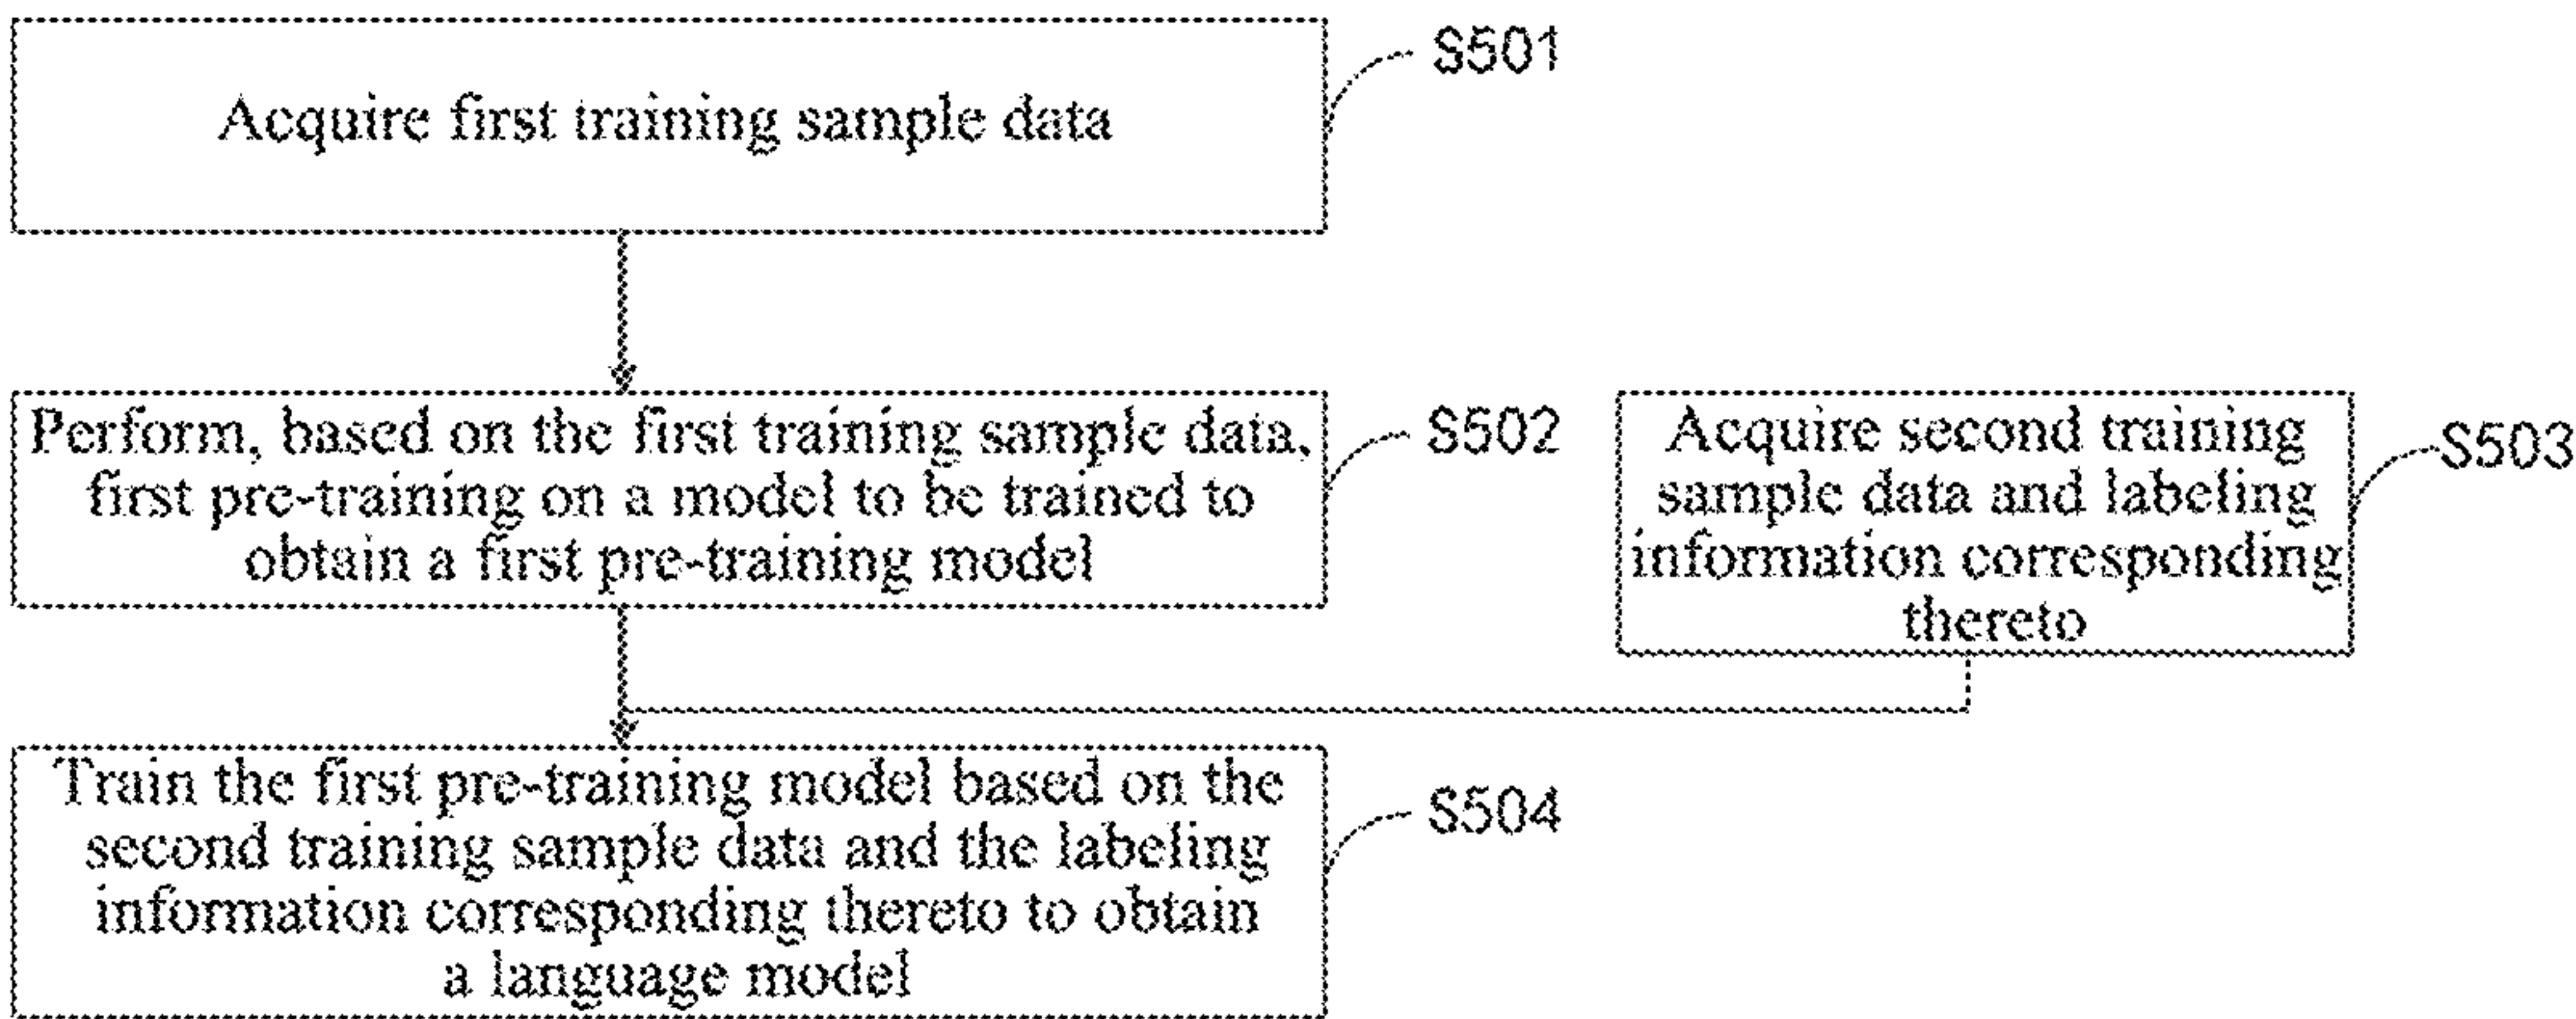 Acquire first training sample data
S501
Perform, based on the first training sample data,
first pre-training on a model to be trained to
obtain a first pre-training model
S502
Acquire second training
sample data and labeling
information corresponding
thereto
S503
Train the first pre-training model based on the
second training sample data and the labeling
information corresponding thereto to obtain
a language model
S504